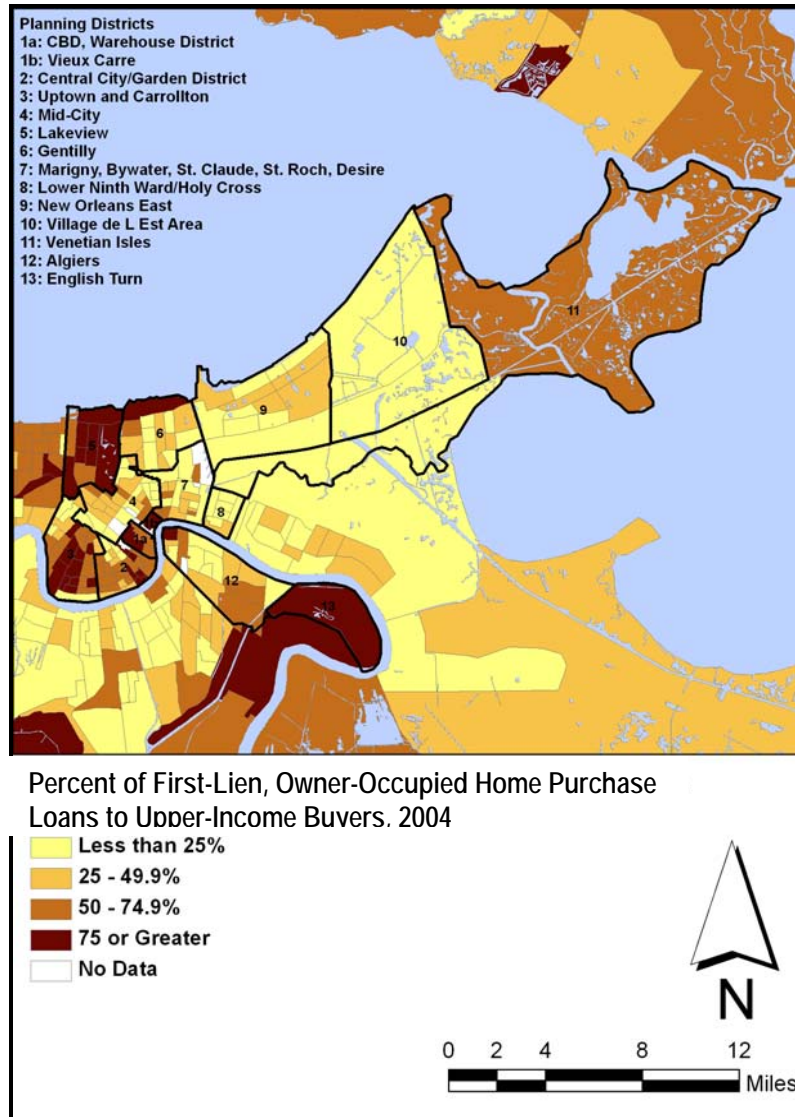 Planning Districts
1a: CBD, Warehouse District
1b: Vieux Carre
2: Central City/Garden District
3: Uptown and Carrollton
4: Mid-City
5: Lakeview
6: Gentilly
7: Marigny, Bywater, St. Claude, St. Roch, Desire
8: Lower Ninth Ward/Holy Cross
9: New Orleans East
10: Village de L Est Area
11: Venetian Isles
12: Algiers
13: English Turn
11
10
9
5
6
7
4
8
1a
3
2
12
13
Percent of First-Lien, Owner-Occupied Home Purchase
Loans to Upper-Income Buyers, 2004
Less than 25%
25 - 49.9%
50 - 74.9%
75 or Greater
No Data
N
0 2 4 8 12
Miles